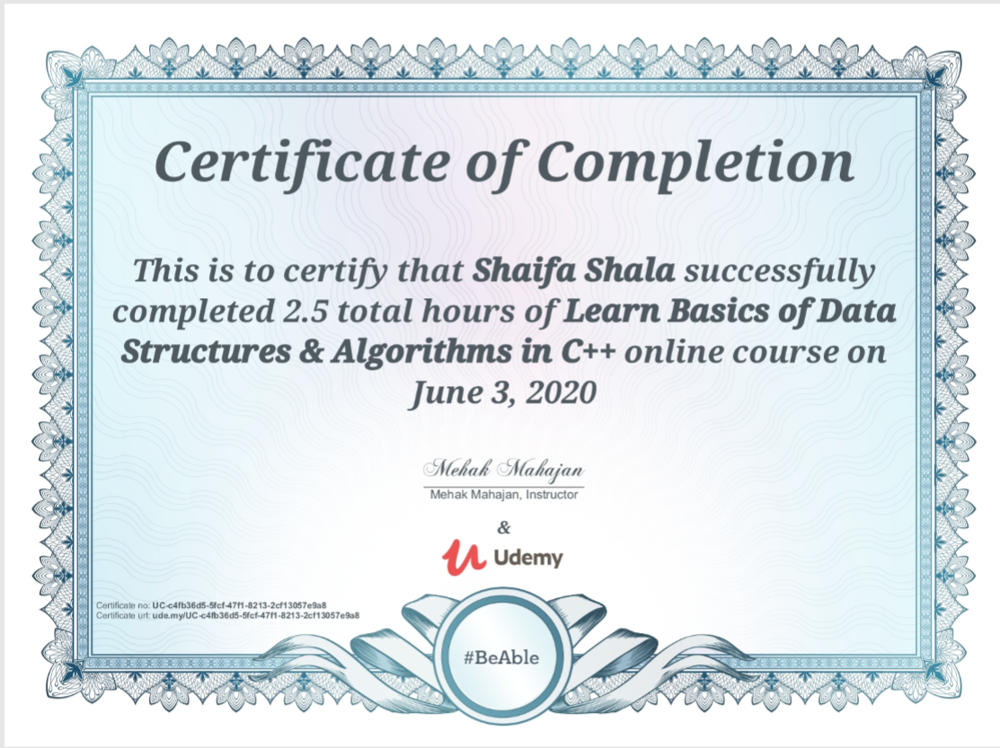 Certificate of Completion
This is to certify that Shaifa Shala successfully
completed 2.5 total hours of Learn Basics of Data
Structures & Algorithms in C++ online course on
June 3, 2020
Mehak Mahajan
Mehak Mahajan, Instructor
&
Udemy
Certificate no: UC-c4fb36d5-5fcf-47f1-8213-2cf13057e9a8
Certificate url: ude.my/UC-c4fb36d5-5fcf-47f1-8213-2cf13057e9a8
#BeAble